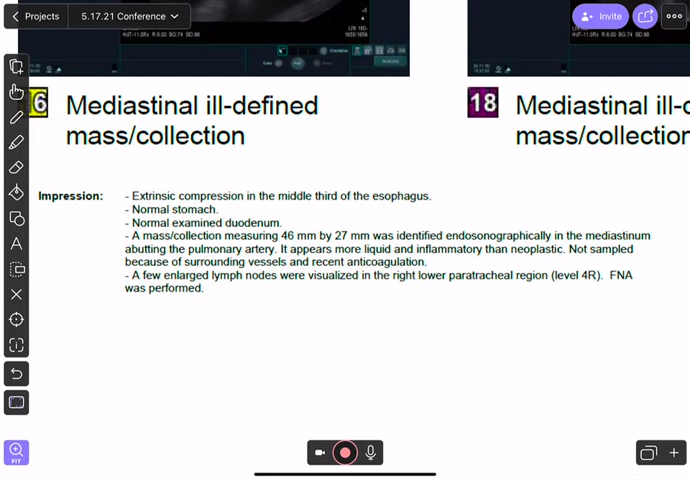 Projects
5.17.21 Conference
Invite
16
Mediastinal ill-defined
mass/collection
18
Mediastinal ill-
mass/collection
Impression:
- Extrinsic compression in the middle third of the esophagus.
- Normal stomach.
- Normal examined duodenum.
- A mass/collection measuring 46 mm by 27 mm was identified endosonographically in the mediastinum
abutting the pulmonary artery. It appears more liquid and inflammatory than neoplastic. Not sampled
because of surrounding vessels and recent anticoagulation.
- A few enlarged lymph nodes were visualized in the right lower paratracheal region (level 4R). FNA
was performed.
A
FIT